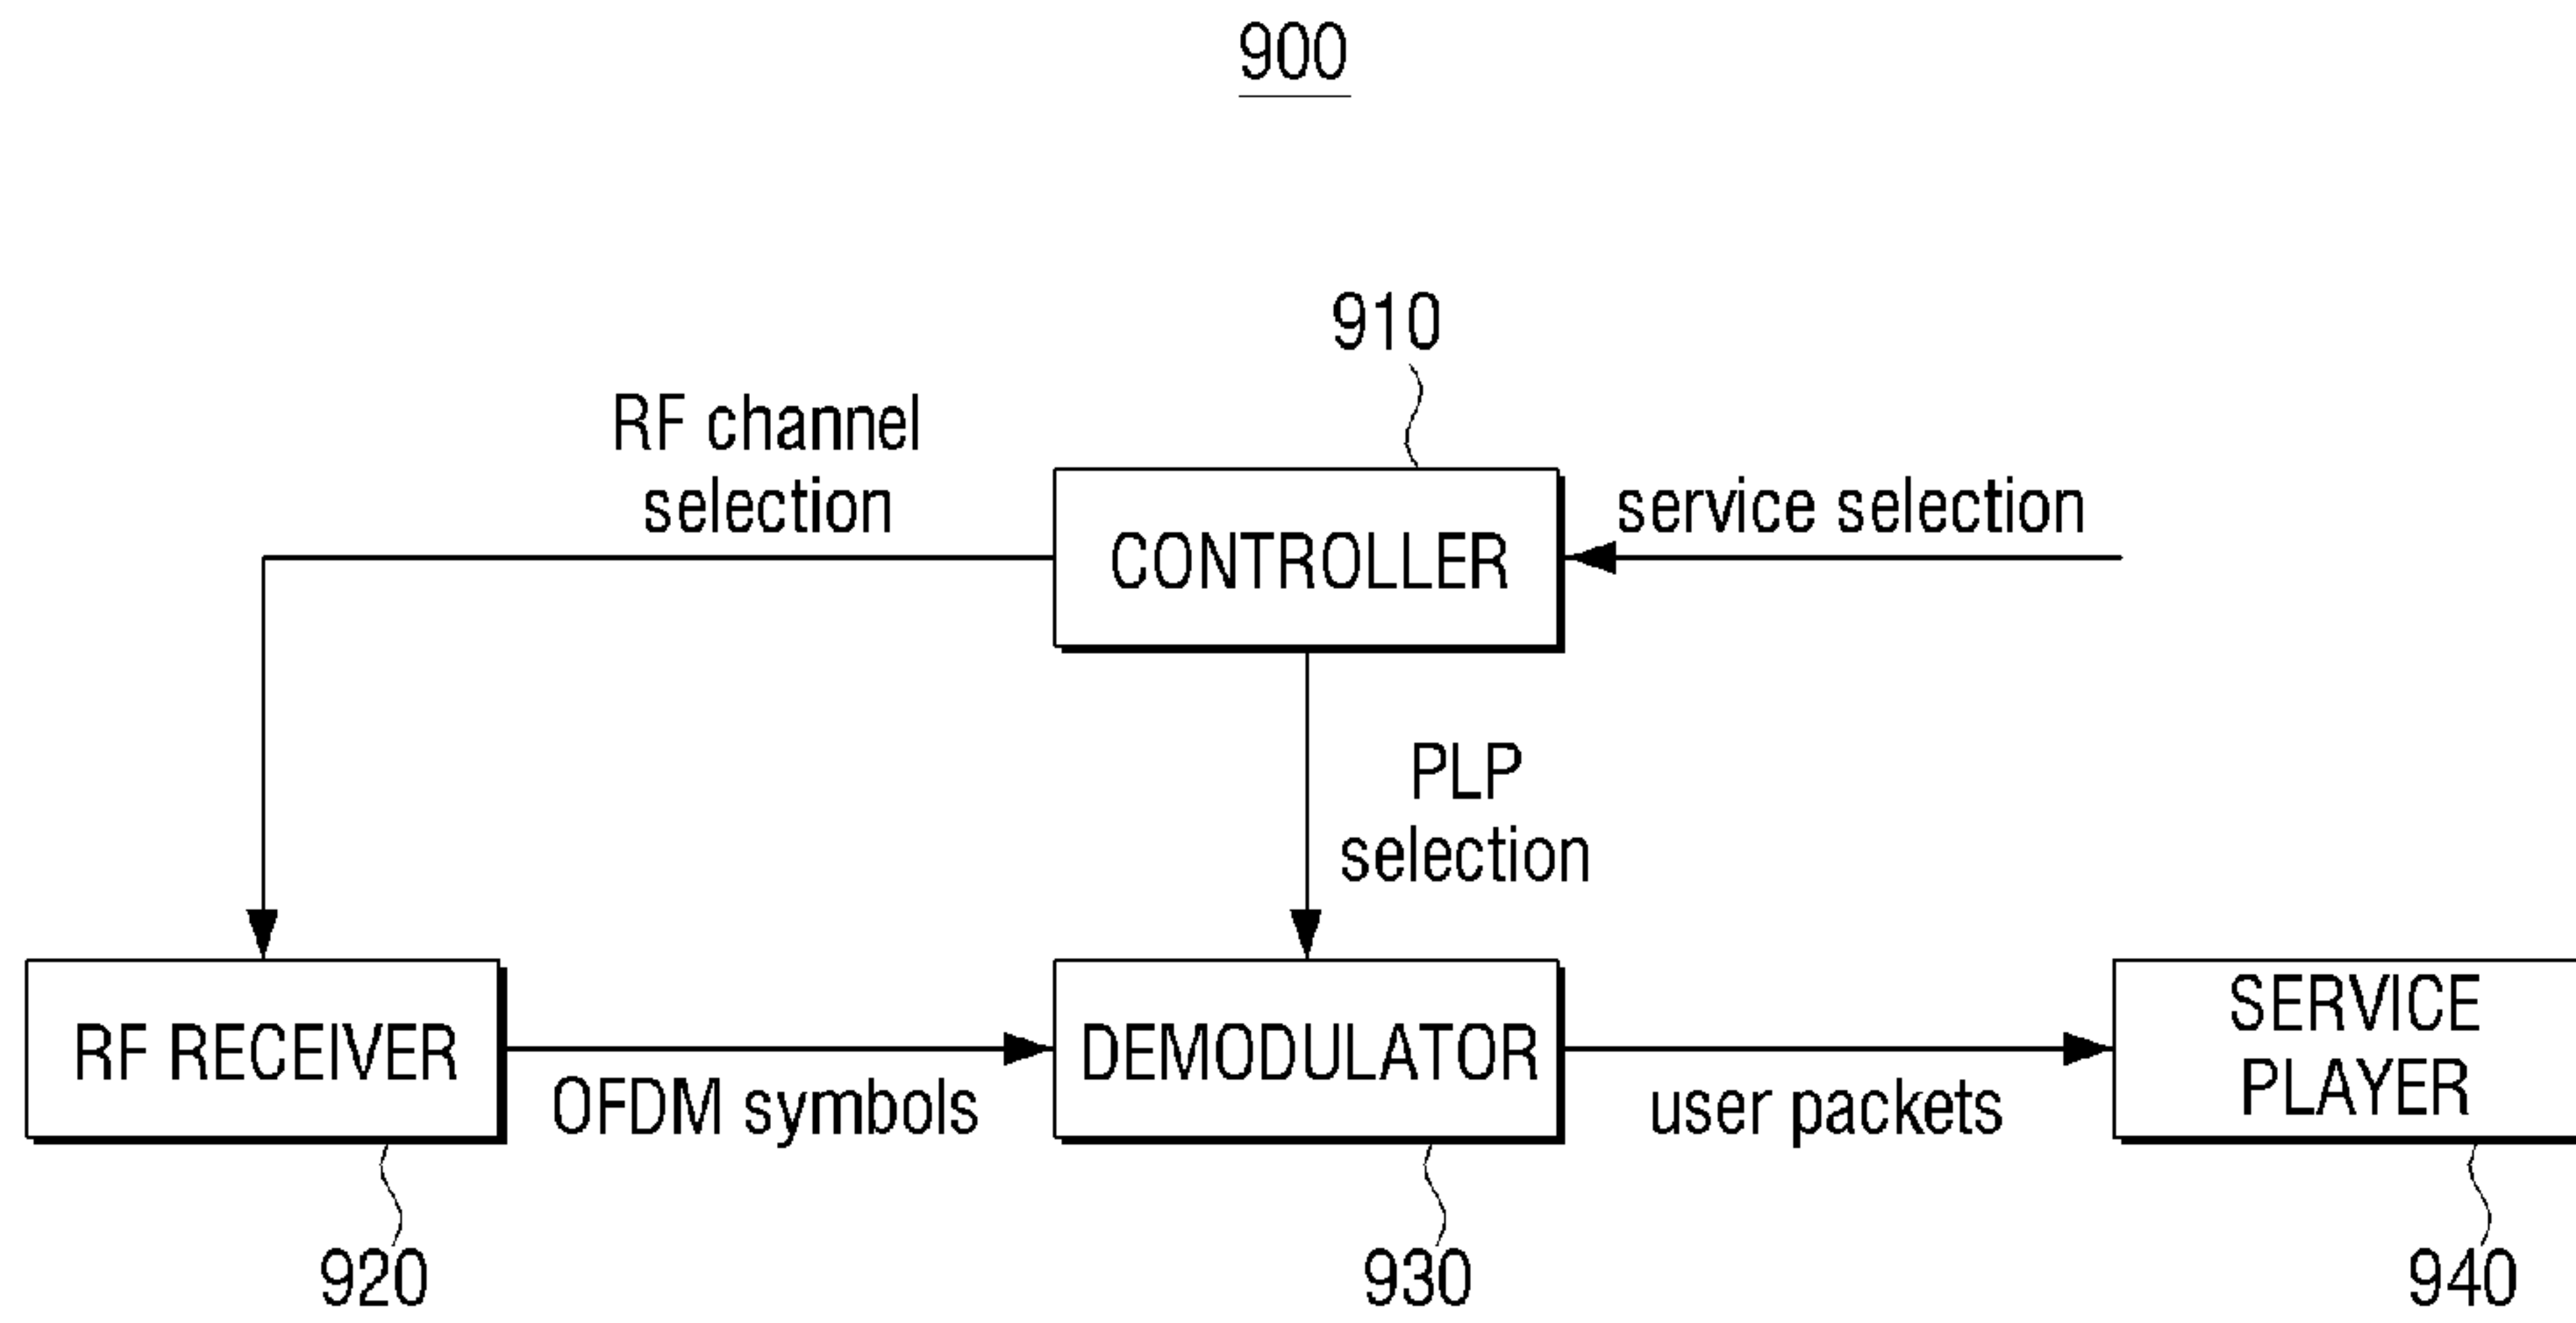 900
910
RF channel
selection
CONTROLLER
service selection
PLP
selection
RF RECEIVER
OFDM symbols
DEMODULATOR
user packets
SERVICE
PLAYER
920
930
940